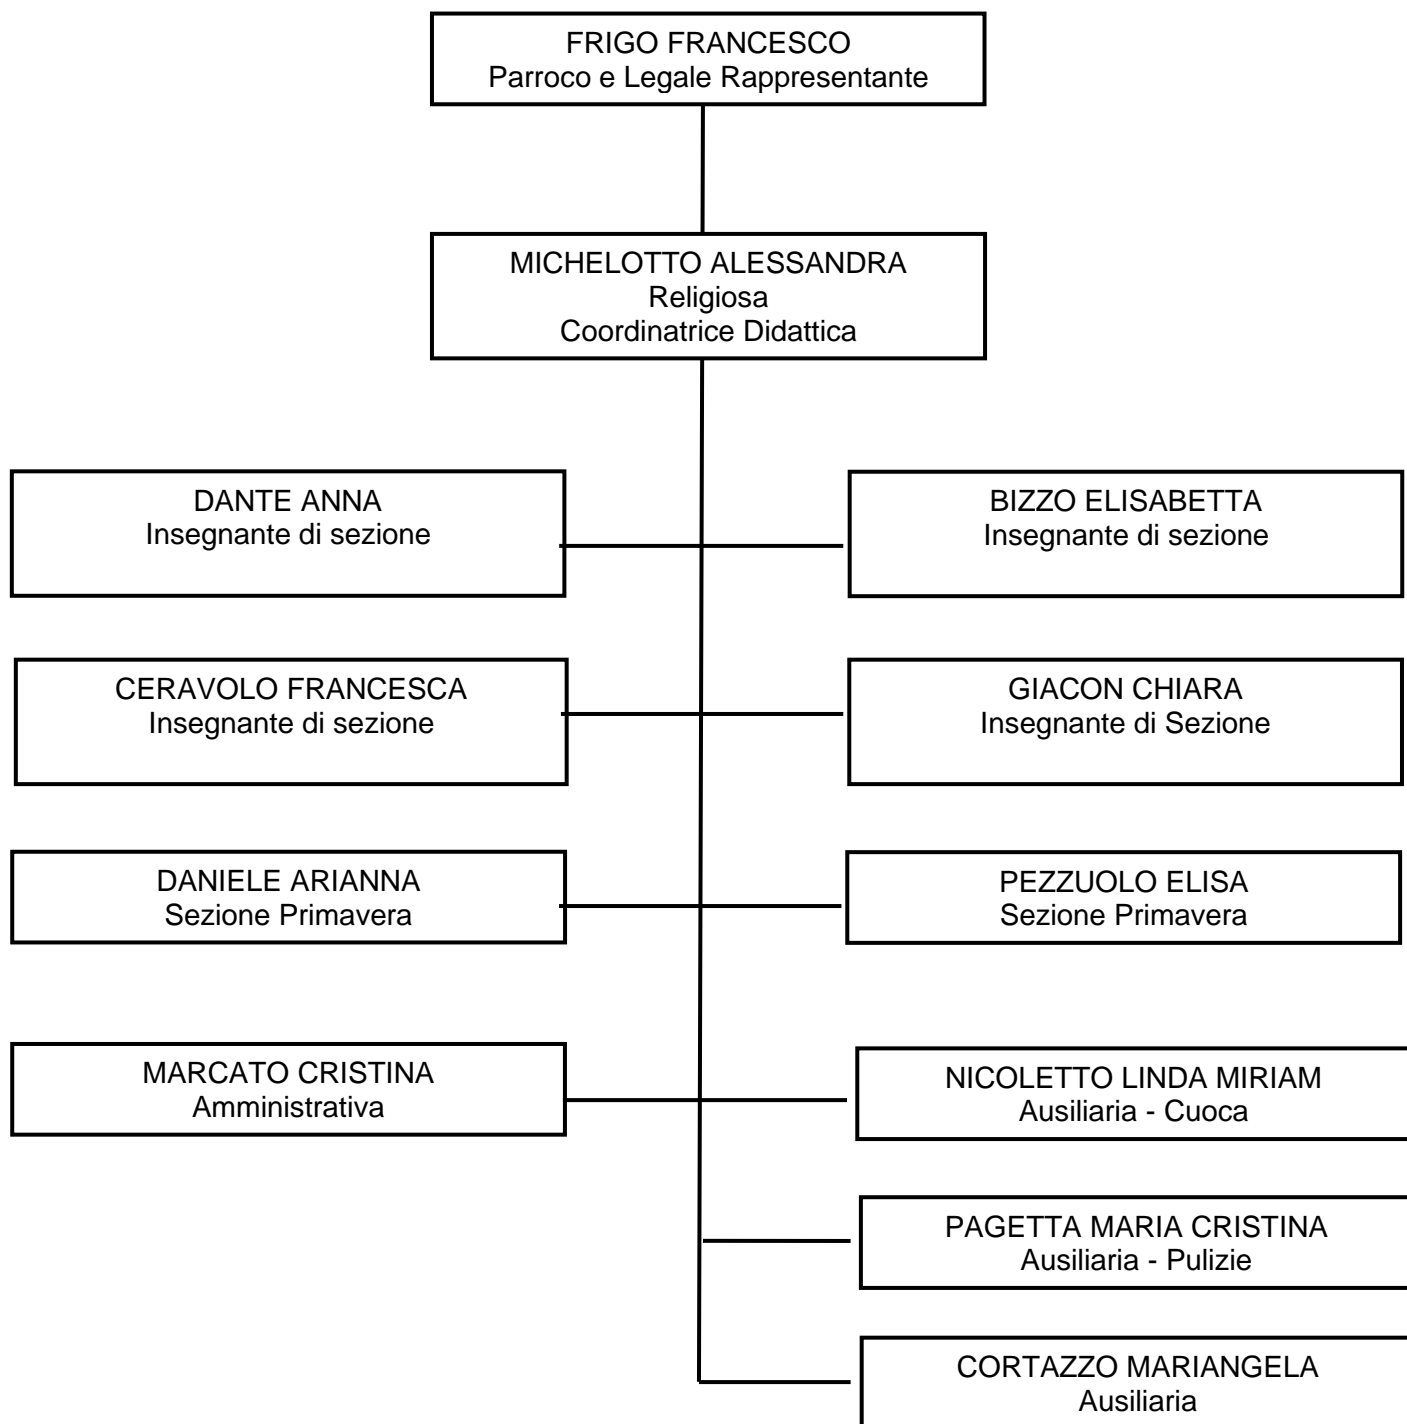 FRIGO FRANCESCO
Parroco e Legale Rappresentante
MICHELOTTO ALESSANDRA
Religiosa
Coordinatrice Didattica
DANTE ANNA
Insegnante di sezione
BIZZO ELISABETTA
Insegnante di sezione
CERAVOLO FRANCESCA
Insegnante di sezione
GIACON CHIARA
Insegnante di Sezione
DANIELE ARIANNA
Sezione Primavera
PEZZUOLO ELISA
Sezione Primavera
MARCATO CRISTINA
Amministrativa
NICOLETTO LINDA MIRIAM
Ausiliaria - Cuoca
PAGETTA MARIA CRISTINA
Ausiliaria - Pulizie
CORTAZZO MARIANGELA
Ausiliaria